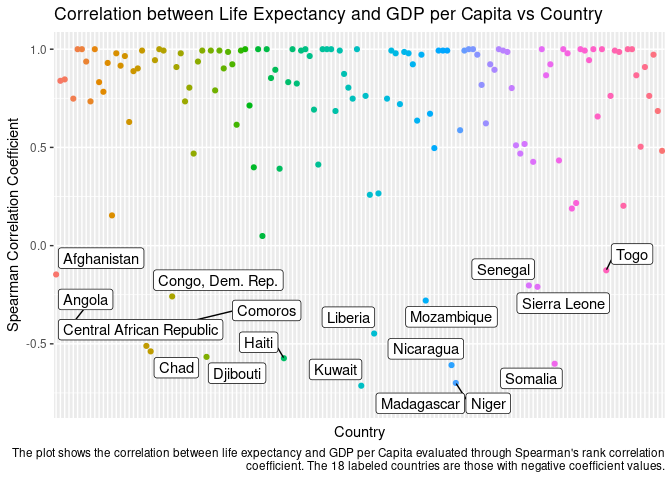 Correlation between Life Expectancy and GDP per Capita vs Country
Spearman Correlation Coefficient
1.0
0.5
0.0
-0.5
Afghanistan
Togo
Senegal
Congo, Dem. Rep.
Angola
Sierra Leone
Comoros
Liberia
Mozambique
Central African Republic
Haiti
Nicaragua
Chad
Djibouti
Kuwait
Somalia
Madagascar
Niger
Country
The plot shows the correlation between life expectancy and GDP per Capita evaluated through Spearman's rank correlation
coefficient. The 18 labeled countries are those with negative coefficient values.